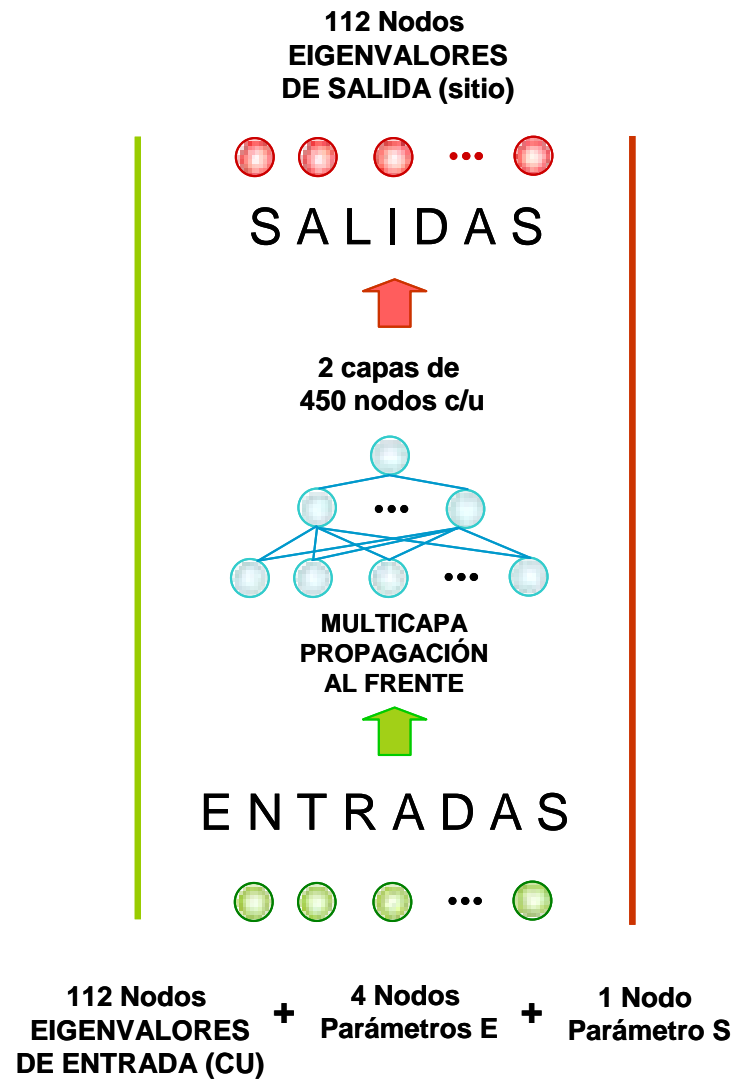 112 Nodos
EIGENVALORES
DE SALIDA (sitio)
...
S A L I D A S
2 capas de
450 nodos c/u
...
...
MULTICAPA
PROPAGACIÓN
AL FRENTE
E N T R A D A S
...
112 Nodos
EIGENVALORES
DE ENTRADA (CU)
+
4 Nodos
Parámetros E
+
1 Nodo
Parámetro S